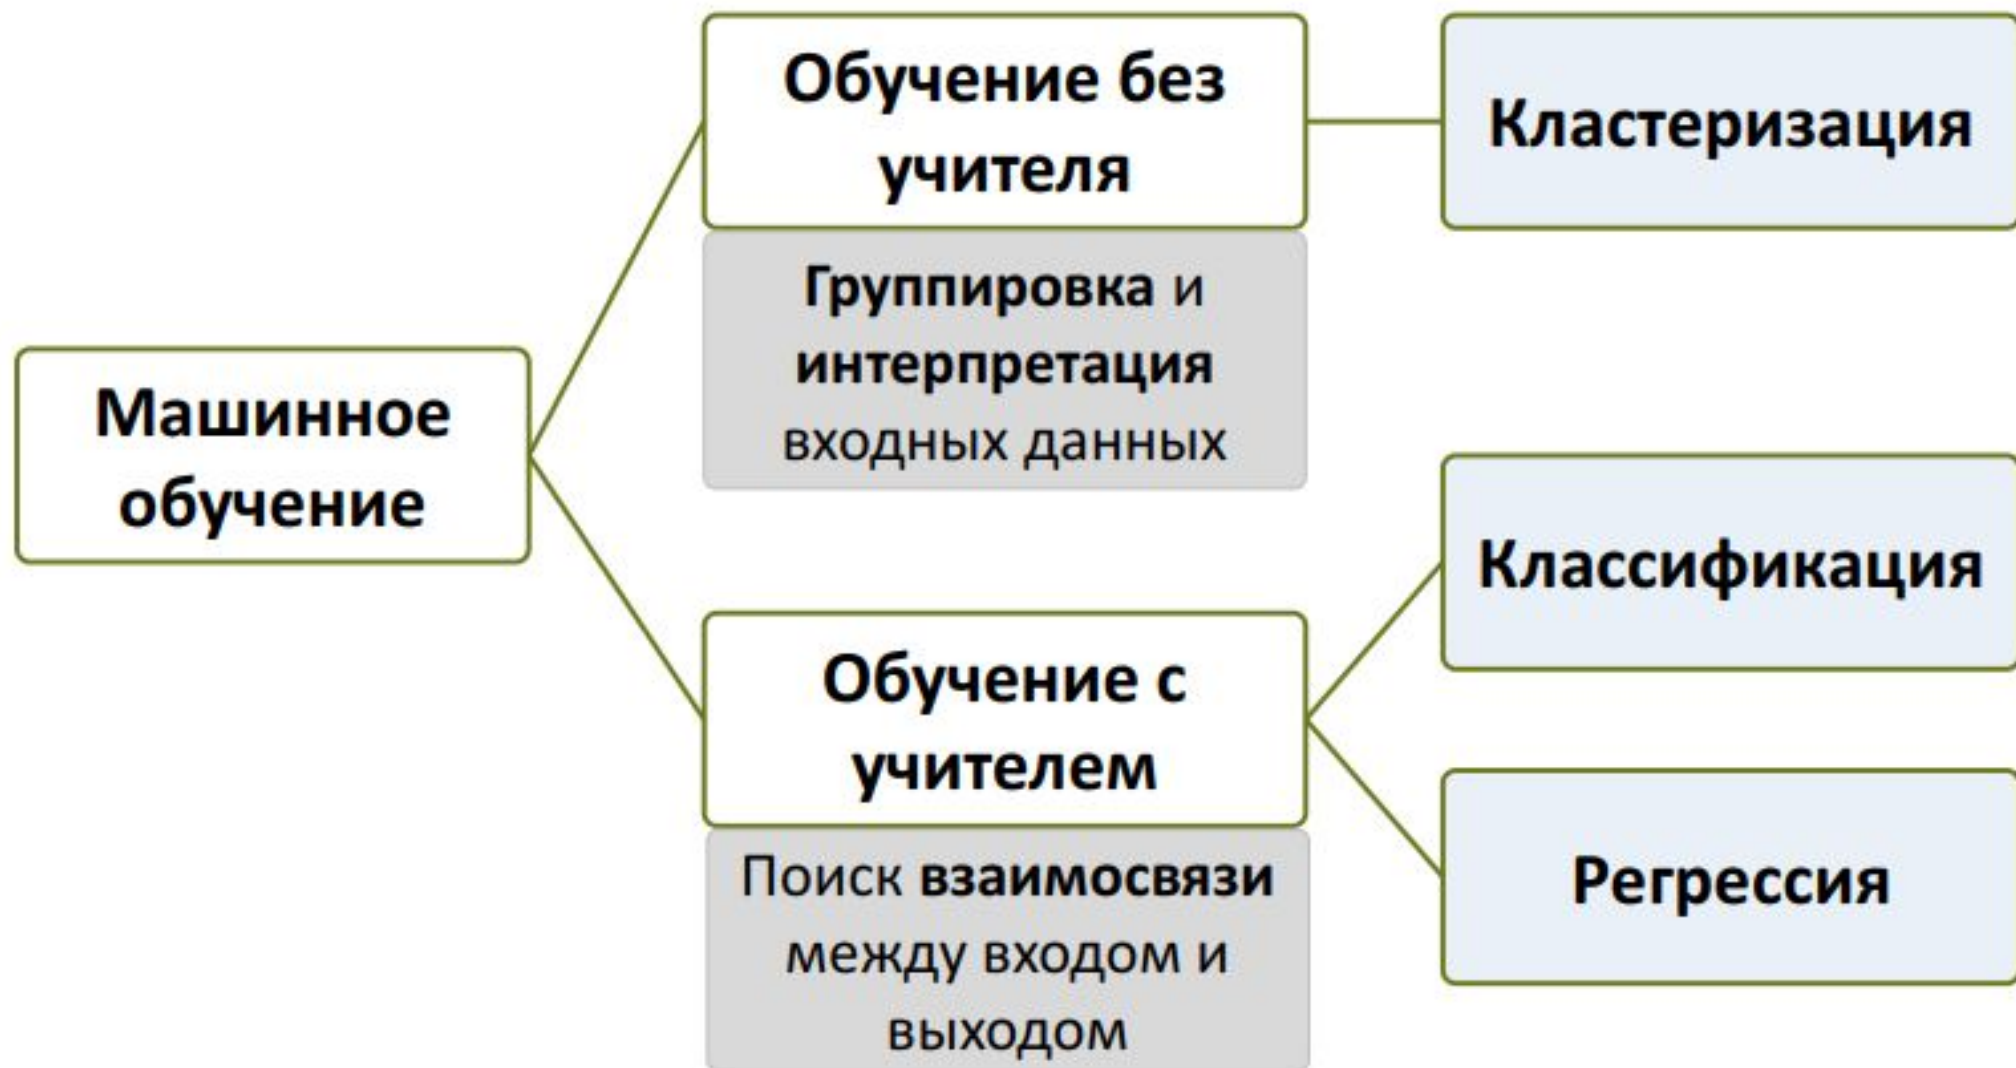 Обучение без
учителя
Кластеризация
Группировка и
интерпретация
входных данных
Машинное
обучение
Классификация
Обучение с
учителем
Регрессия
Поиск взаимосвязи
между входом и
выходом